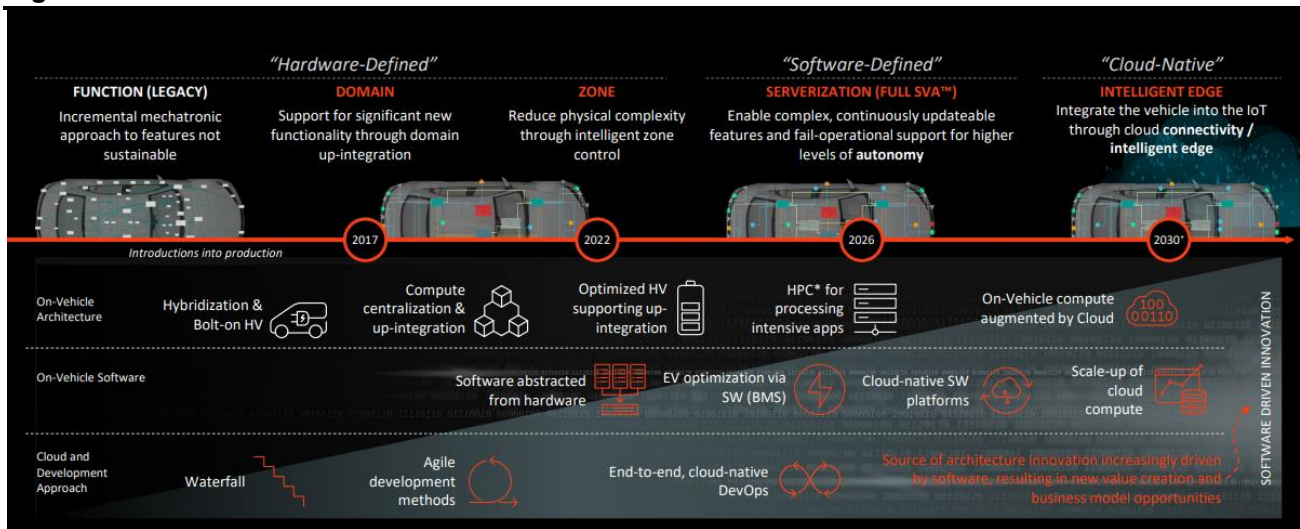 "Hardware-Defined"
"Software-Defined"
"Cloud-Native"
FUNCTION (LEGACY)
Incremental mechatronic
approach to features not
sustainable
DOMAIN
Support for significant new
functionality through domain
up-integration
ZONE
Reduce physical complexity
through intelligent zone
control
SERVERIZATION (FULL SVA™)
Enable complex, continuously updateable
features and fail-operational support for higher
levels of autonomy
INTELLIGENT EDGE
Integrate the vehicle into the IoT
through cloud connectivity /
intelligent edge
2017
2022
2026
2030+
Introductions into production
On-Vehicle
Architecture
Hybridization &
Bolt-on HV
Compute
centralization &
up-integration
Optimized HV
supporting up-
integration
HPC* for
processing
intensive apps
On-Vehicle compute
augmented by Cloud
100
00110
On-Vehicle Software
Software abstracted
from hardware
EV optimization via
SW (BMS)
Cloud-native SW
platforms
Scale-up of
cloud
compute
Cloud and
Development
Approach
Waterfall
Agile
development
methods
End-to-end, cloud-native
DevOps
Source of architecture innovation increasingly driven
by software, resulting in new value creation and
business model opportunities
SOFTWARE DRIVEN INNOVATION